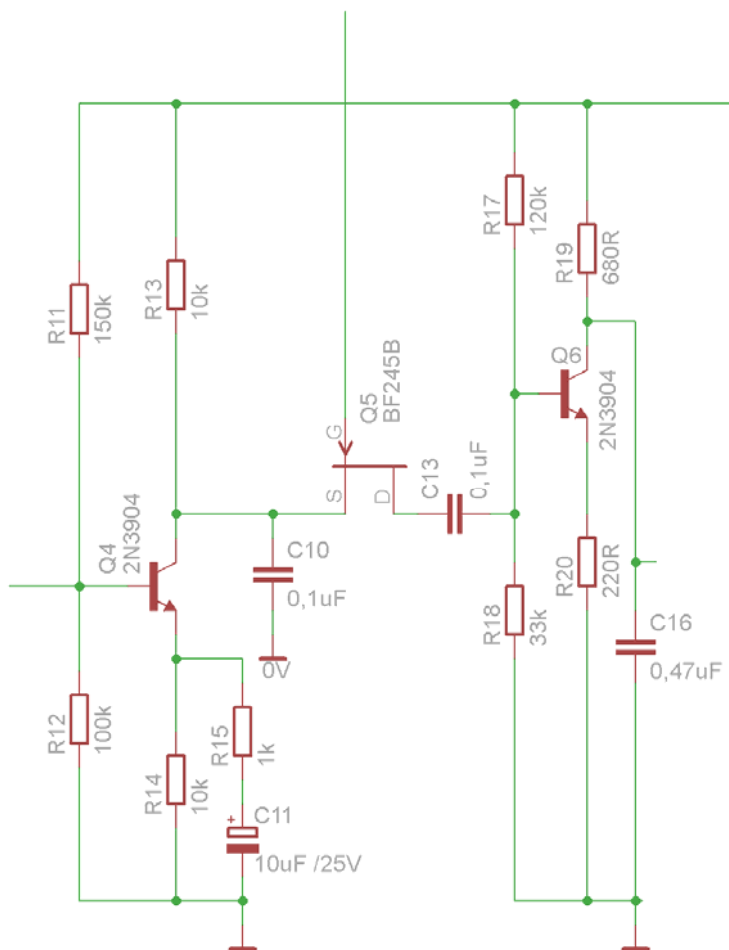 R11
150k
R13
10k
R17
120k
R19
680R
G
S
D
Q5
BF245B
Q6
2N3904
C13
0,1uF
Q4
2N3904
C10
0,1uF
0V
R12
100k
R14
10k
R15
1k
+
C11
10uF /25V
R18
33k
R20
220R
C16
0,47uF